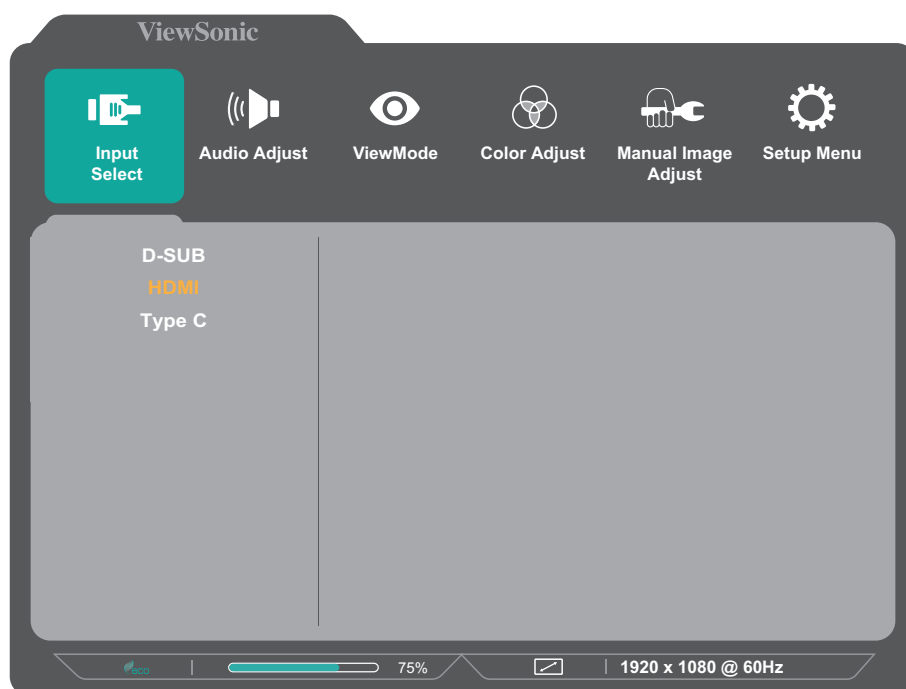 ViewSonic
Input
Select
Audio Adjust
ViewMode
Color Adjust
Manual Image
Adjust
Setup Menu
D-SUB
HDMI
Type C
eco
75%
1920 x 1080 @ 60Hz